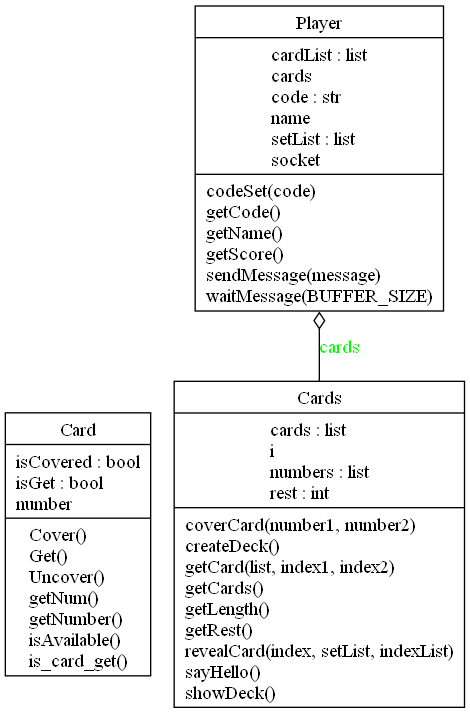 Player
cardList : list
cards
code : str
name
setList : list
socket
codeSet(code)
getCode()
getName()
getScore()
sendMessage(message)
waitMessage(BUFFER_SIZE)
cards
Card
isCovered : bool
isGet : bool
number
Cover()
Get()
Uncover()
getNum()
getNumber()
isAvailable()
is_card_get()
Cards
cards : list
i
numbers : list
rest : int
coverCard(number1, number2)
createDeck()
getCard(list, index1, index2)
getCards()
getLength()
getRest()
revealCard(index, setList, indexList)
sayHello()
showDeck()